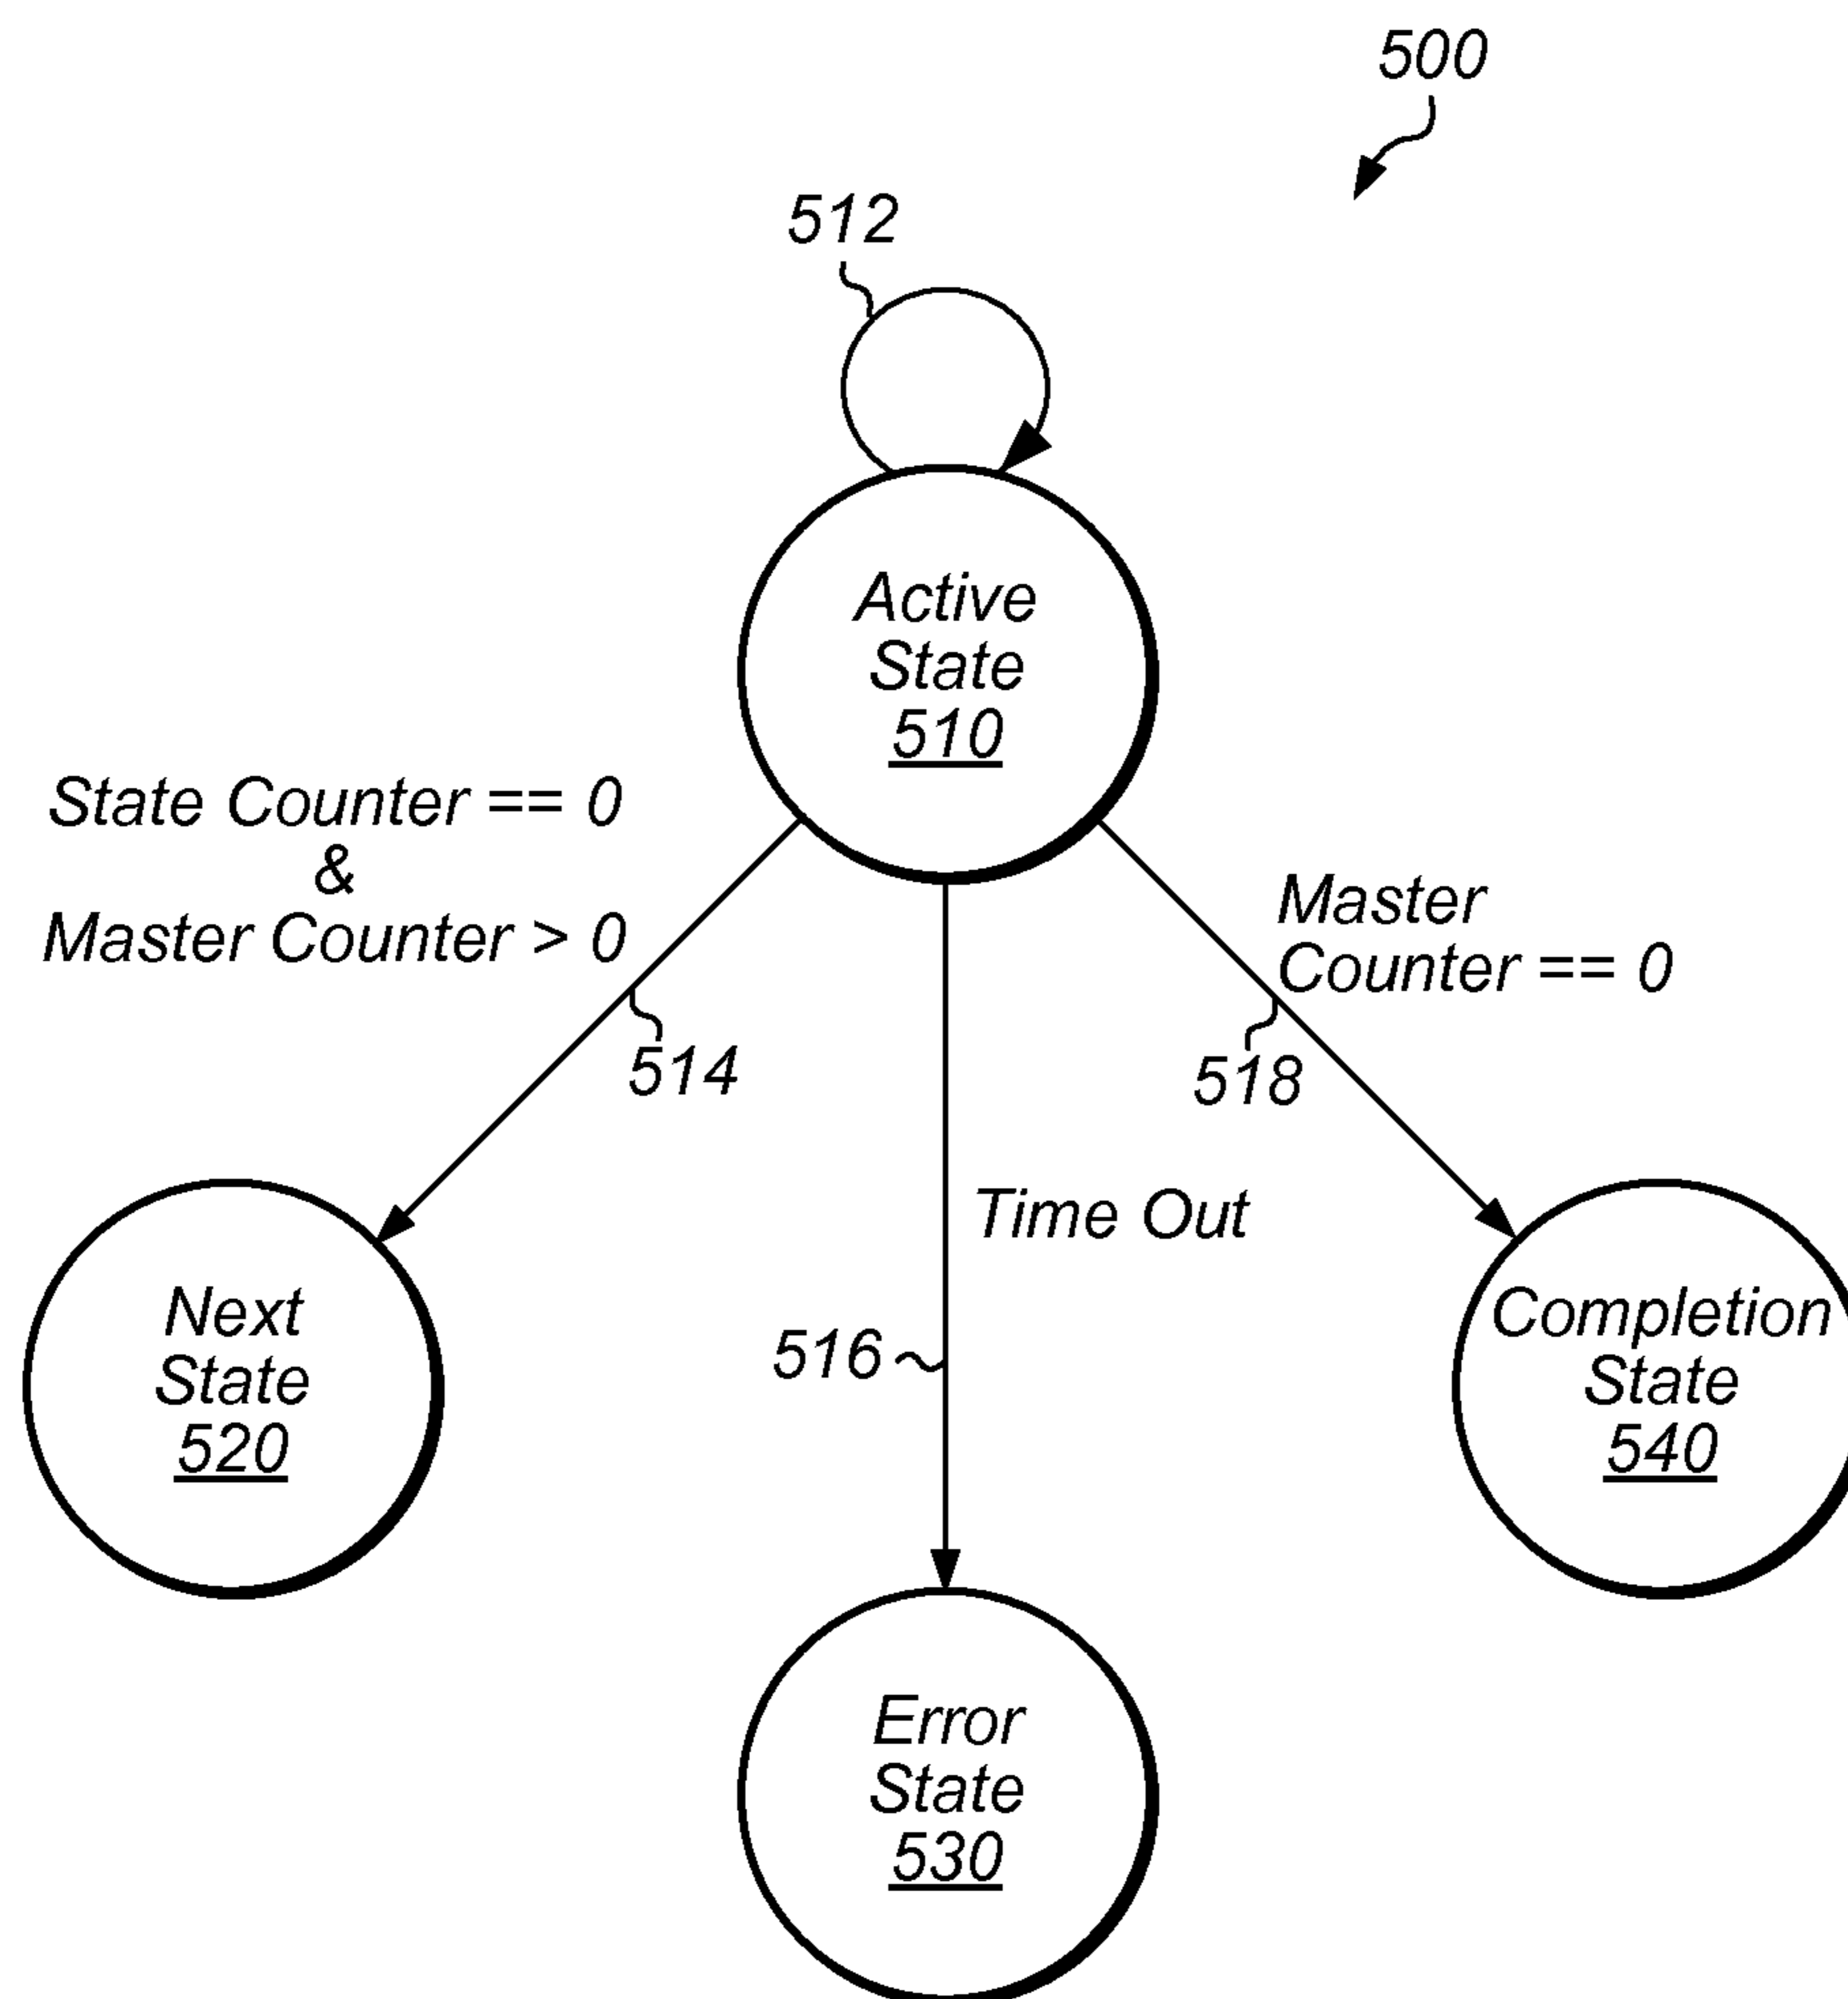 500
512
Active
State
510
State Counter == 0
&
Master Counter > 0
Master
Counter == 0
514
518
Time Out
516
Next
State
520
Completion
State
540
Error
State
530